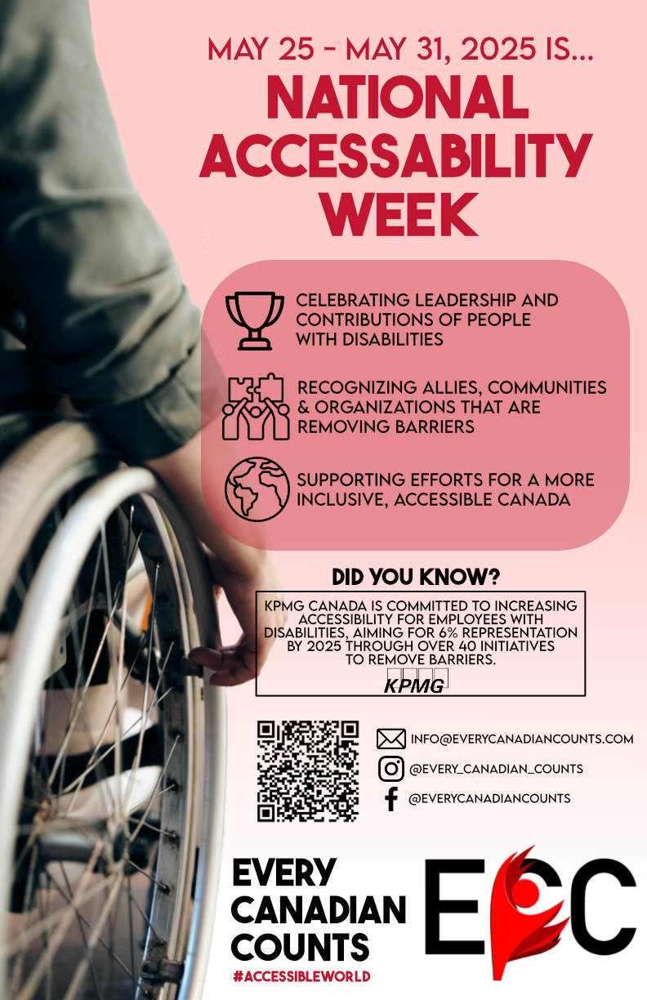 MAY 25 - MAY 31, 2025 IS...
NATIONAL
ACCESSABILITY
WEEK
CELEBRATING LEADERSHIP AND
CONTRIBUTIONS OF PEOPLE
WITH DISABILITIES
RECOGNIZING ALLIES, COMMUNITIES
& ORGANIZATIONS THAT ARE
REMOVING BARRIERS
SUPPORTING EFFORTS FOR A MORE
INCLUSIVE, ACCESSIBLE CANADA
DID YOU KNOW?
KPMG CANADA IS COMMITTED TO INCREASING
ACCESSIBILITY FOR EMPLOYEES WITH
DISABILITIES, AIMING FOR 6% REPRESENTATION
BY 2025 THROUGH OVER 40 INITIATIVES
TO REMOVE BARRIERS.
KPMG
INFO@EVERYCANADIANCOUNTS.COM
@EVERY_CANADIAN_COUNTS
@EVERYCANADIANCOUNTS
EVERY
CANADIAN
COUNTS
#ACCESSIBLEWORLD
ECC